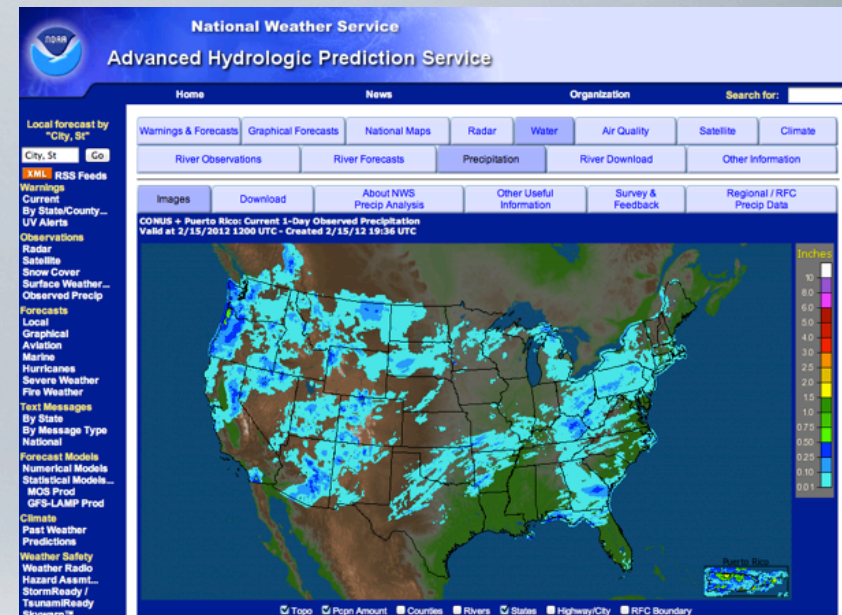 NOAA
National Weather Service
Advanced Hydrologic Prediction Service
Home News Organization Search for:
Local forecast by
"City, St"
City, St Go
XML RSS Feeds
Warnings
Current
By State/County...
UV Alerts
Observations
Radar
Satellite
Snow Cover
Surface Weather...
Observed Precip
Forecasts
Local
Graphical
Aviation
Marine
Hurricanes
Severe Weather
Fire Weather
Text Messages
By State
By Message Type
National
Forecast Models
Numerical Models
Statistical Models...
MOS Prod
GFS-LAMP Prod
Climate
Past Weather
Predictions
Weather Safety
Weather Radio
Hazard Assmt...
StormReady /
TsunamiReady
Skywarn™
Warnings & Forecasts Graphical Forecasts National Maps Radar Water Air Quality Satellite Climate
River Observations River Forecasts Precipitation River Download Other Information
Images Download About NWS Precip Analysis Other Useful Information Survey & Feedback Regional / RFC Precip Data
CONUS + Puerto Rico: Current 1-Day Observed Precipitation
Valid at 2/15/2012 1200 UTC - Created 2/15/12 19:36 UTC
Inches
10
8.0
6.0
5.0
4.0
3.0
2.5
2.0
1.5
1.0
0.75
0.50
0.25
0.10
0.01
Puerto Rico
Topo Pcpn Amount Counties Rivers States Highway/City RFC Boundary